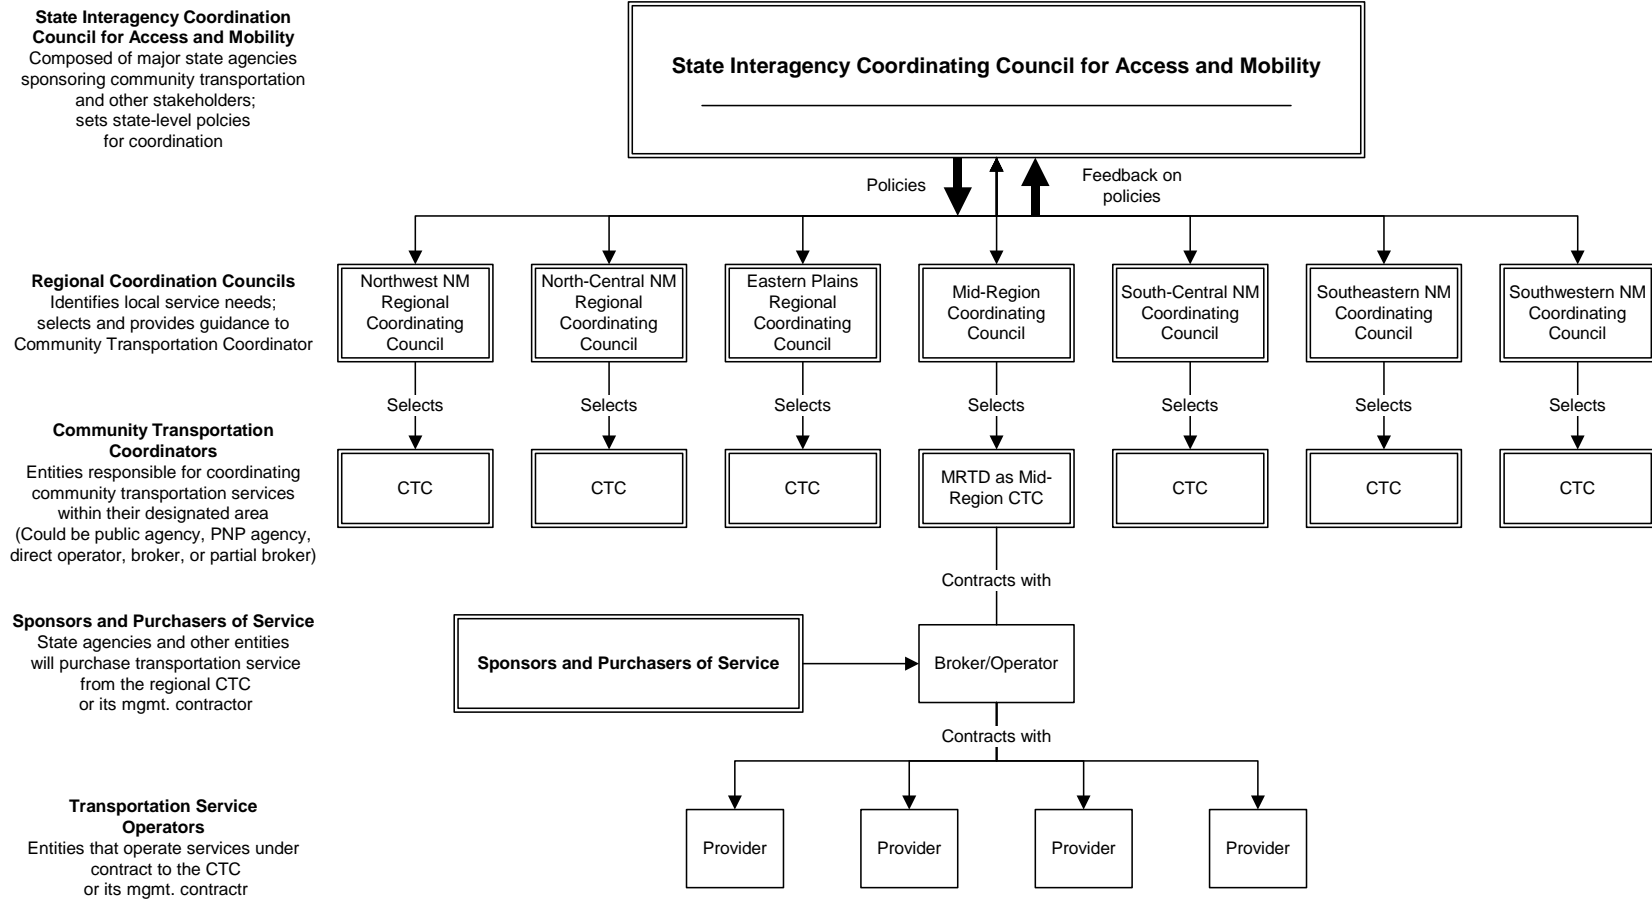 State Interagency Coordination
Council for Access and Mobility
Composed of major state agencies
sponsoring community transportation
and other stakeholders;
sets state-level polcies
for coordination
State Interagency Coordinating Council for Access and Mobility
Policies
Feedback on
policies
Regional Coordination Councils
Identifies local service needs;
selects and provides guidance to
Community Transportation Coordinator
Northwest NM
Regional
Coordinating
Council
North-Central NM
Regional
Coordinating
Council
Eastern Plains
Regional
Coordinating
Council
Mid-Region
Coordinating
Council
South-Central NM
Coordinating
Council
Southeastern NM
Coordinating
Council
Southwestern NM
Coordinating
Council
Selects
Selects
Selects
Selects
Selects
Selects
Selects
Community Transportation
Coordinators
Entities responsible for coordinating
community transportation services
within their designated area
(Could be public agency, PNP agency,
direct operator, broker, or partial broker)
CTC
CTC
CTC
MRTD as Mid-
Region CTC
CTC
CTC
CTC
Contracts with
Sponsors and Purchasers of Service
State agencies and other entities
will purchase transportation service
from the regional CTC
or its mgmt. contractor
Sponsors and Purchasers of Service
Broker/Operator
Contracts with
Transportation Service
Operators
Entities that operate services under
contract to the CTC
or its mgmt. contractr
Provider
Provider
Provider
Provider